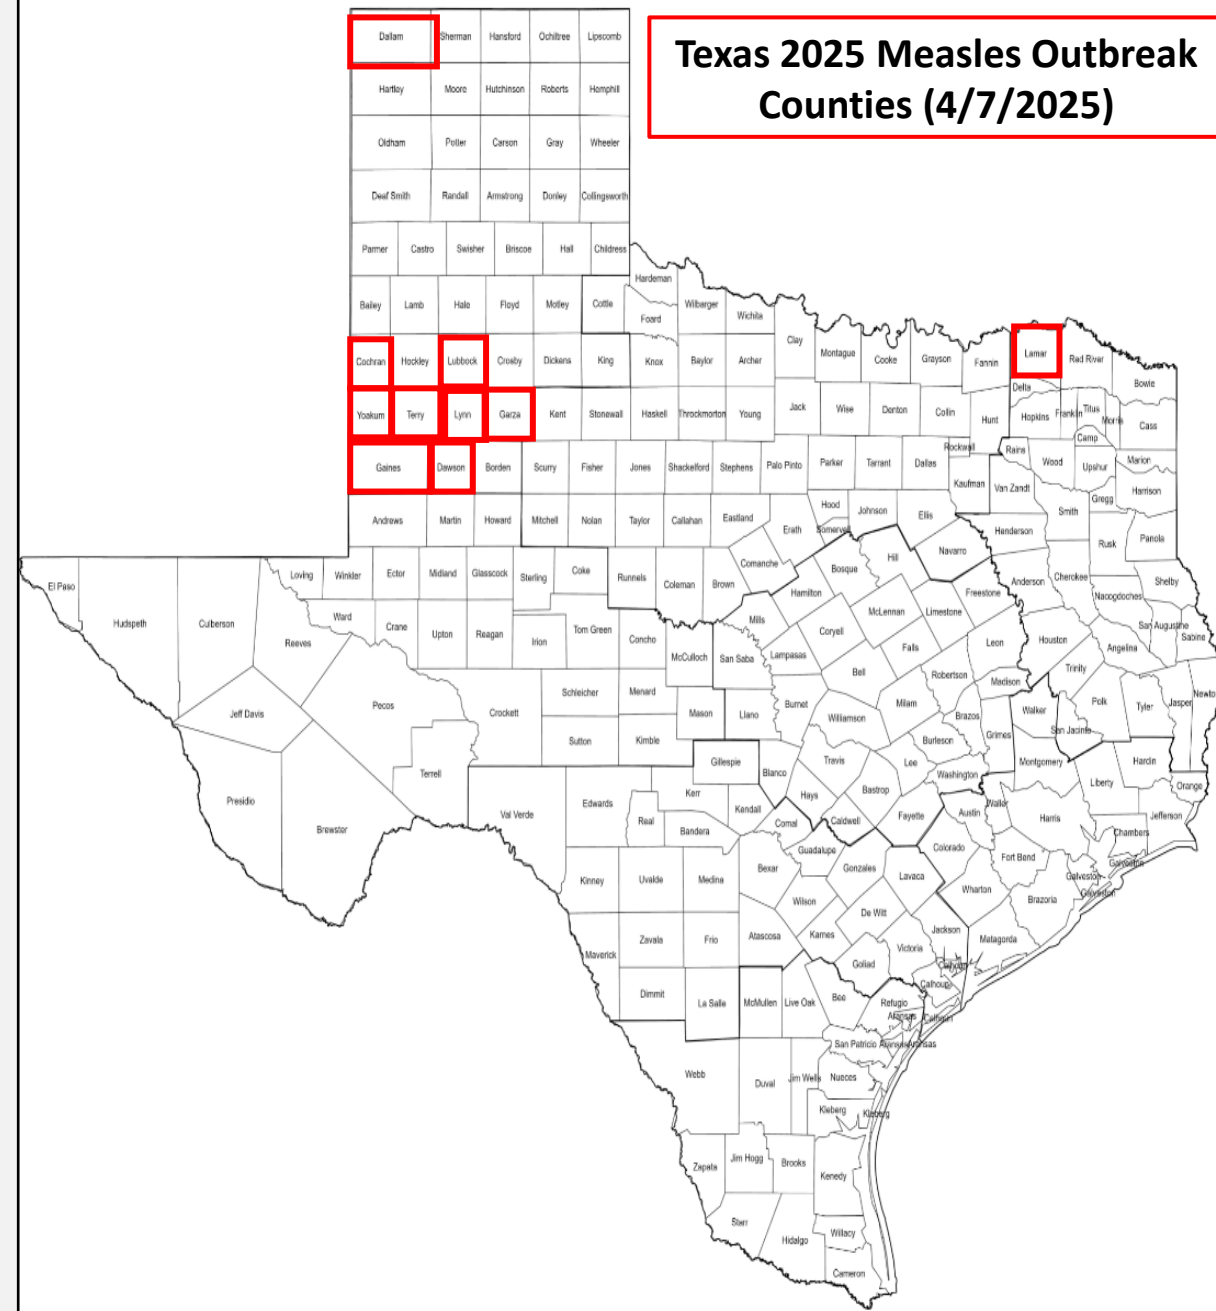 Texas 2025 Measles Outbreak
Counties (4/7/2025)
Dallam Sherman Hansford Ochiltree Lipscomb
Hartley Moore Hutchinson Roberts Hemphill
Oldham Potter Carson Gray Wheeler
Deaf Smith Randall Armstrong Donley Collingsworth
Parmer Castro Swisher Briscoe Hall Childress
Hardeman
Bailey Lamb Hale Floyd Motley Cottle Foard Wilbarger Wichita
Cochran Hockley Lubbock Crosby Dickens King Knox Baylor Archer Clay Montague Cooke Grayson Fannin Lamar Red River
Delta Bowie
Yoakum Terry Lynn Garza Kent Stonewall Haskell Throckmorton Young Jack Wise Denton Collin Hunt Hopkins Franklin Titus Morris Cass
Camp
Gaines Dawson Borden Scurry Fisher Jones Shackelford Stephens Palo Pinto Parker Tarrant Dallas Rockwall Kaufman Rains Wood Upshur Marion
Van Zandt Gregg Harrison
Andrews Martin Howard Mitchell Nolan Taylor Callahan Eastland Erath Hood Somervell Johnson Ellis Henderson Smith
Navarro Rusk Panola
El Paso Hudspeth Culberson Loving Winkler Ector Midland Glasscock Sterling Coke Runnels Coleman Brown Comanche Bosque Hill
Hamilton Freestone Anderson Cherokee Nacogdoches Shelby
Reeves Ward Crane Upton Reagan Irion Tom Green Concho McCulloch San Saba Mills Lampasas Coryell McLennan Limestone Falls Leon Houston Angelina San Augustine Sabine
Jeff Davis Pecos Crockett Schleicher Menard Mason Llano Burnet Bell Milam Robertson Madison Trinity
Sutton Kimble Williamson Brazos Walker San Jacinto Polk Tyler Jasper Newto
Presidio Brewster Terrell Val Verde Edwards Gillespie Blanco Travis Lee Burleson Grimes Washington Montgomery Liberty Hardin Orange
Real Kerr Kendall Bandera Comal Hays Caldwell Bastrop Fayette Austin Waller Harris Chambers Jefferson
Kinney Uvalde Medina Bexar Guadalupe Gonzales Lavaca Colorado Fort Bend Galveston Galveston
Galveston
Wilson De Witt Wharton Brazoria
Maverick Zavala Frio Atascosa Karnes Goliad Victoria Jackson Matagorda
Calhoun
Dimmit La Salle McMullen Live Oak Bee Refugio Calhoun
Aransas Calhoun
San Patricio Aransas Aransas
Webb Duval Jim Wells Nueces
Kleberg Kleberg
Zapata Jim Hogg Brooks Kenedy
Starr Hidalgo Willacy
Cameron